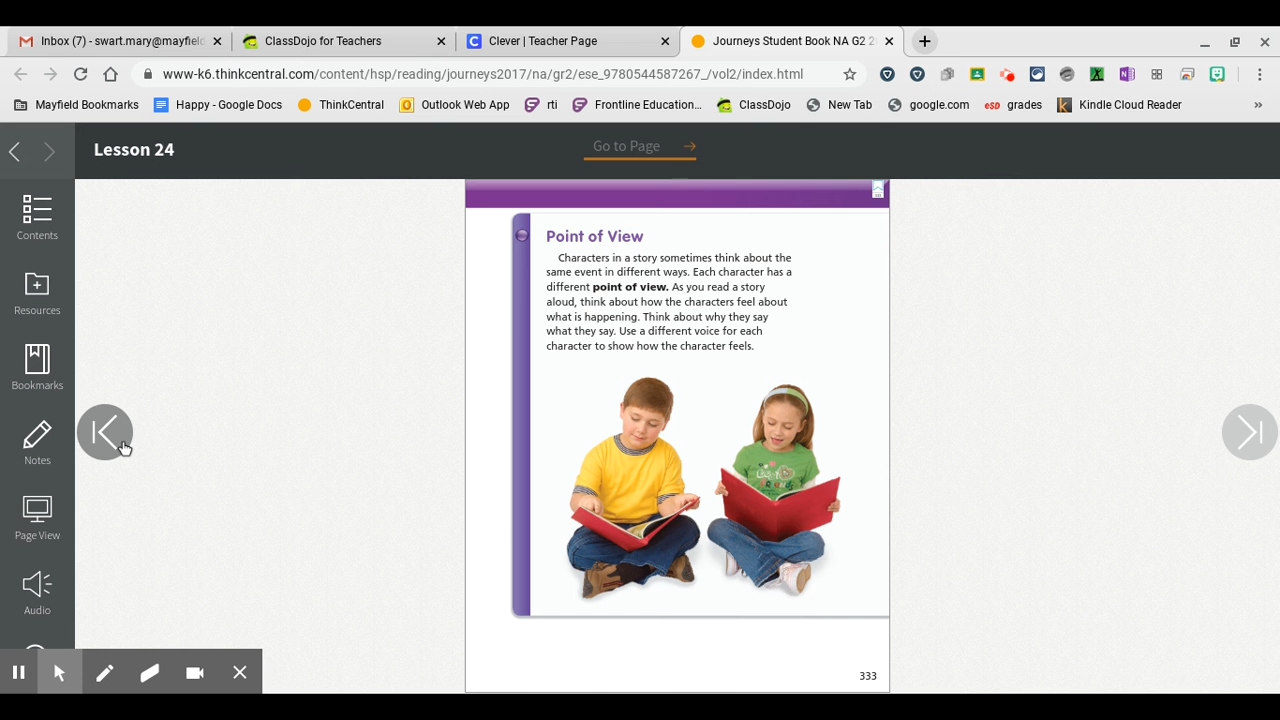 Inbox (7) - swart.mary@mayfield
ClassDojo for Teachers
Clever | Teacher Page
Journeys Student Book NA G2 2
www-k6.thinkcentral.com/content/hsp/reading/journeys2017/na/gr2/ese_9780544587267_/vol2/index.html
Mayfield Bookmarks
Happy - Google Docs
ThinkCentral
Outlook Web App
rti
Frontline Education...
ClassDojo
New Tab
google.com
esd grades
Kindle Cloud Reader
»
Lesson 24
Go to Page
Contents
Resources
Bookmarks
Notes
Page View
Audio
Point of View
Characters in a story sometimes think about the
same event in different ways. Each character has a
different point of view. As you read a story
aloud, think about how the characters feel about
what is happening. Think about why they say
what they say. Use a different voice for each
character to show how the character feels.
333